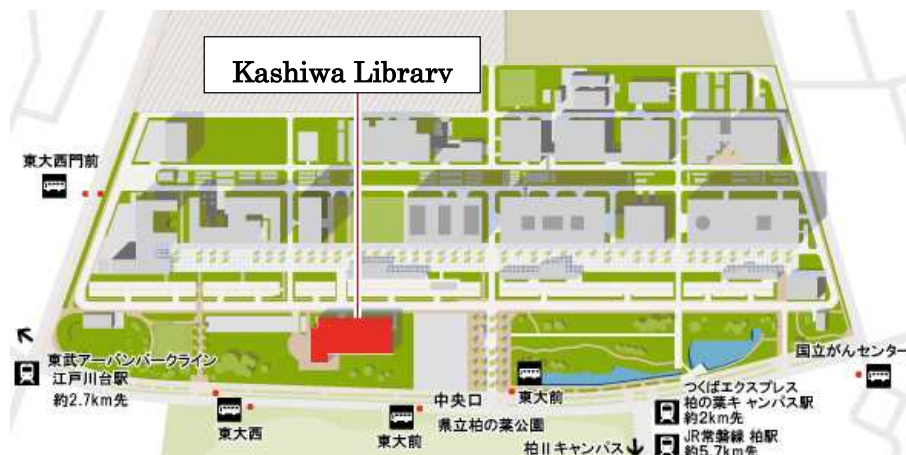 Kashiwa Library
東大西門前
東武アーバンパークライン
江戸川台駅
約2.7km先
東大西
東大前
中央口
県立柏の葉公園
東大前
柏IIキャンパス
つくばエクスプレス
柏の葉キャンパス駅
約2km先
JR常磐線 柏駅
約5.7km先
国立がんセンター